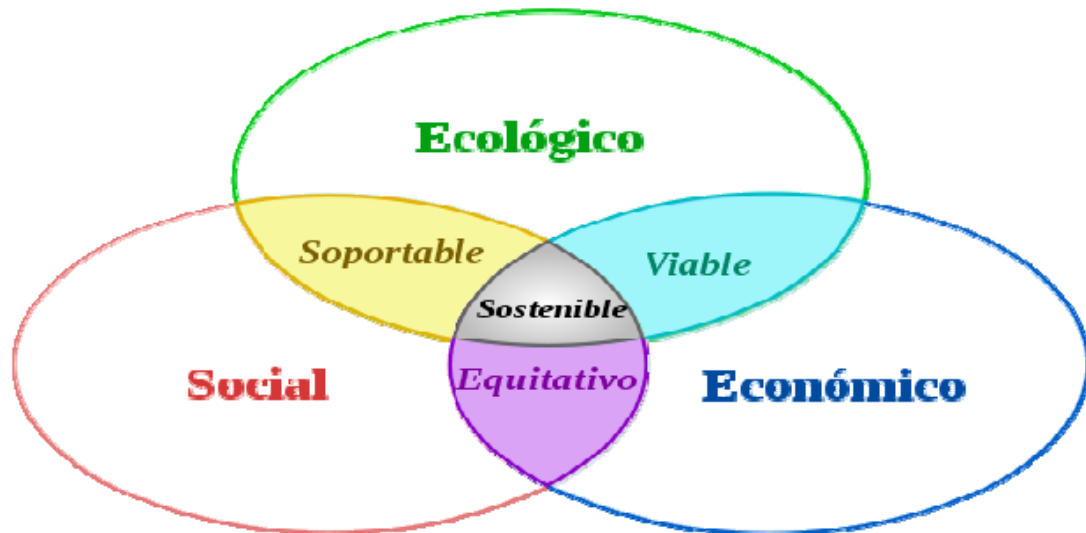 Ecológico
Soportable
Viable
Sostenible
Social
Equitativo
Económico